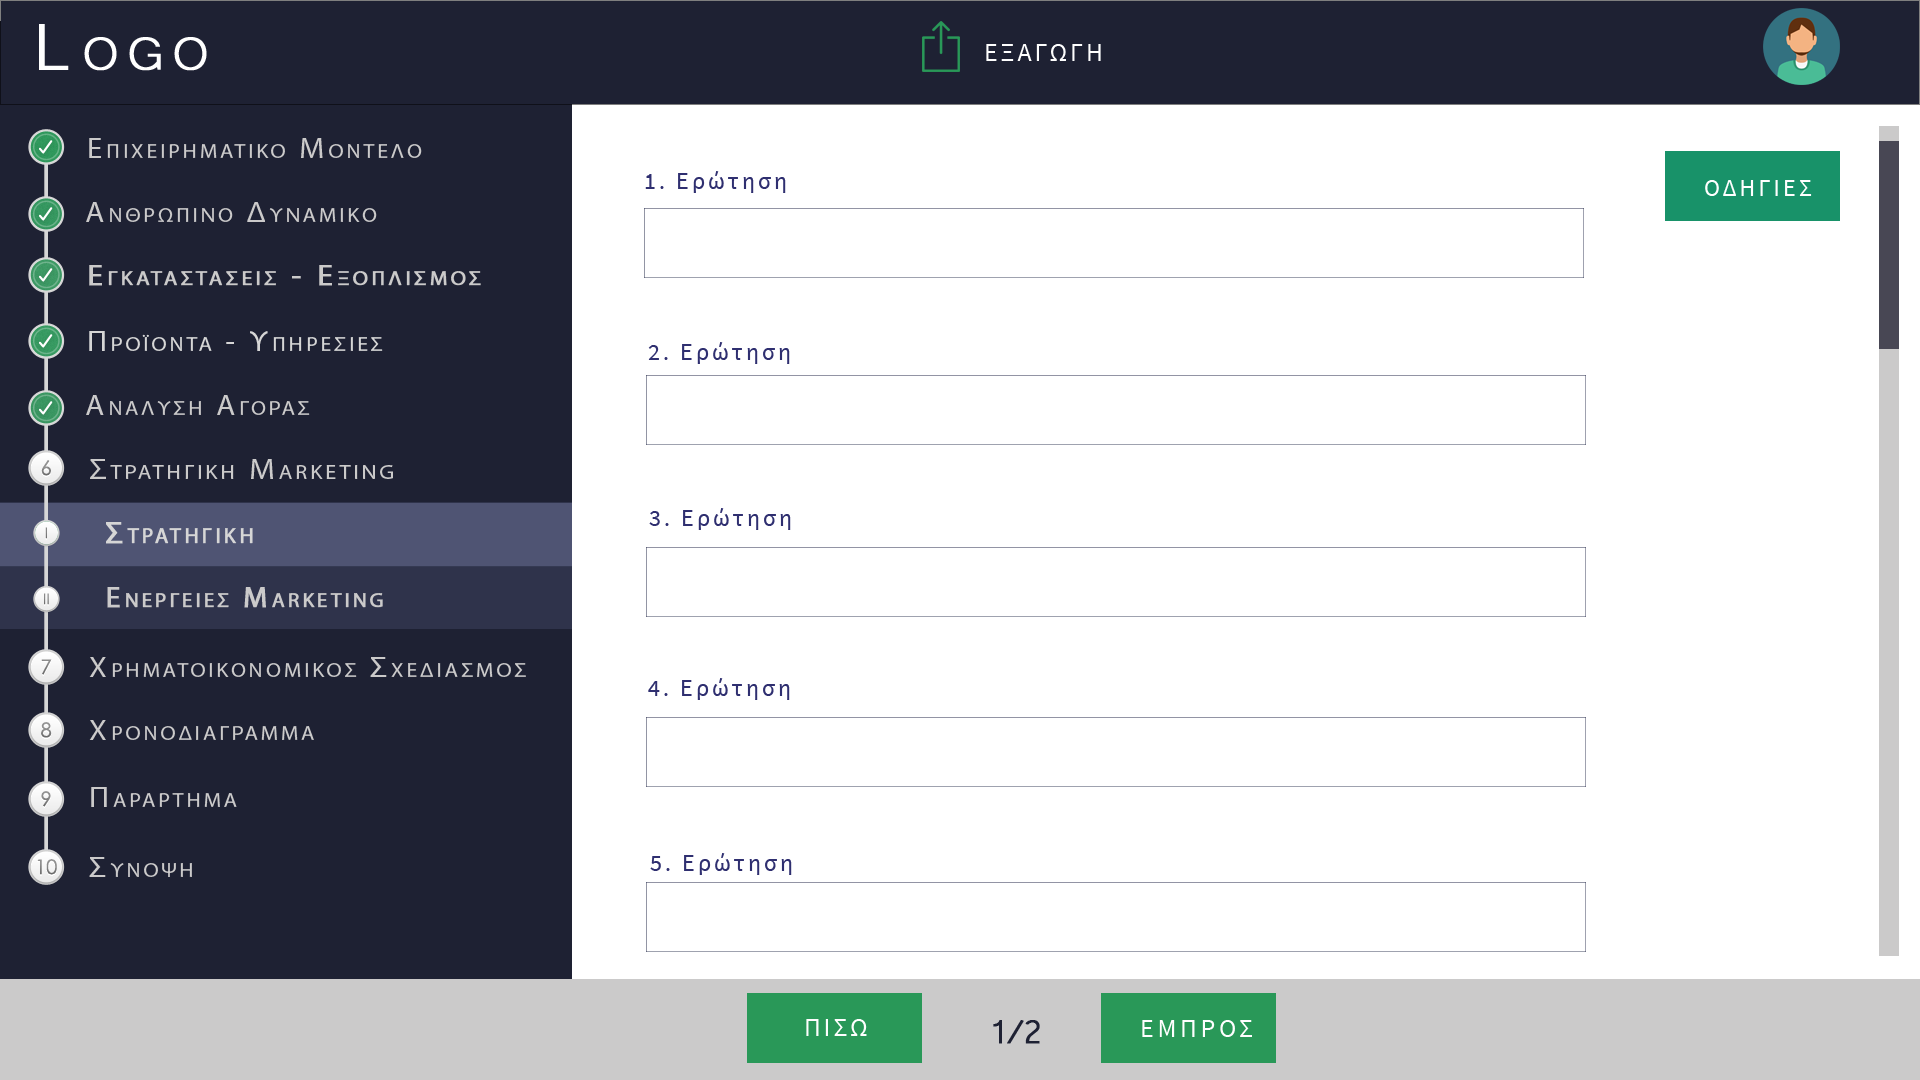 Logo
ΕΞΑΓΩΓΗ
Επιχειρηματικο Μοντελο
Ανθρωπινο Δυναμικο
Εγκαταστασεις - Εξοπλισμος
Προϊοντα - Υπηρεσιες
Αναλυση Αγορας
6 Στρατηγικη Marketing
I Στρατηγικη
II Ενεργειες Marketing
7 Χρηματοικονομικος Σχεδιασμος
8 Χρονοδιαγραμμα
9 Παραρτημα
10 Συνοψη
1. Ερώτηση
ΟΔΗΓΙΕΣ
2. Ερώτηση
3. Ερώτηση
4. Ερώτηση
5. Ερώτηση
ΠΙΣΩ
1/2
ΕΜΠΡΟΣ